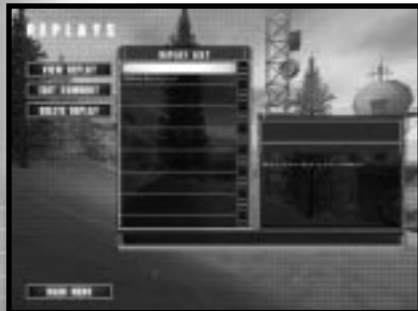 REPLAYS
REPLAY LIST
VIEW REPLAY
EDIT COMMENT
DELETE REPLAY
MAIN MENU